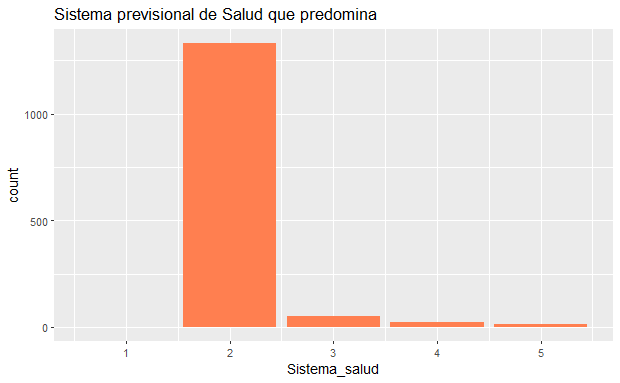 Sistema previsional de Salud que predomina
1000
500
0
count
1 2 3 4 5
Sistema_salud